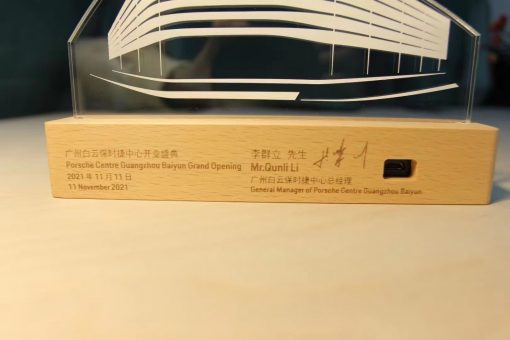 广州白云保时捷中心开业盛典
Porsche Centre Guangzhou Baiyun Grand Opening
2021 年 11 月 11 日
11 November 2021
李群立 先生
Mr.Qunli Li
广州白云保时捷中心总经理
General Manager of Porsche Centre Guangzhou Baiyun